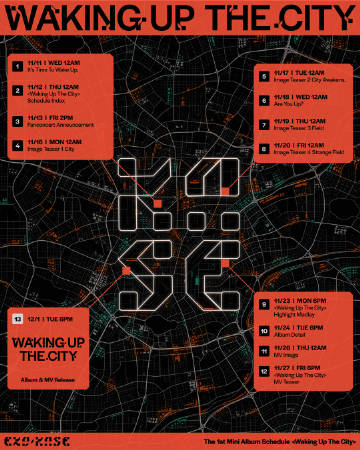 WAKING UP THE.CITY
1 11/11 | WED 12AM
It's Time To Wake Up.
2 11/12 | THU 12AM
<Waking Up The City>
Schedule Index
3 11/13 | FRI 2PM
Fanconcert Announcement
4 11/16 | MON 12AM
Image Teaser 1 City
5 11/17 | TUE 12AM
Image Teaser 2 City Awakens.
6 11/18 | WED 12AM
Are You Up?
7 11/19 | THU 12AM
Image Teaser 3 Field
8 11/20 | FRI 12AM
Image Teaser 4 Strange Field
K.A.
SE
9 11/23 | MON 6PM
<Waking Up The City>
Highlight Medley
10 11/24 | TUE 6PM
Album Detail
11 11/26 | THU 12AM
MV Image
12 11/27 | FRI 6PM
<Waking Up The City>
MV Teaser
13 12/1 | TUE 6PM
WAKING UP
THE.CITY
Album & MV Release
The 1st Mini Album Schedule <Waking Up The City>